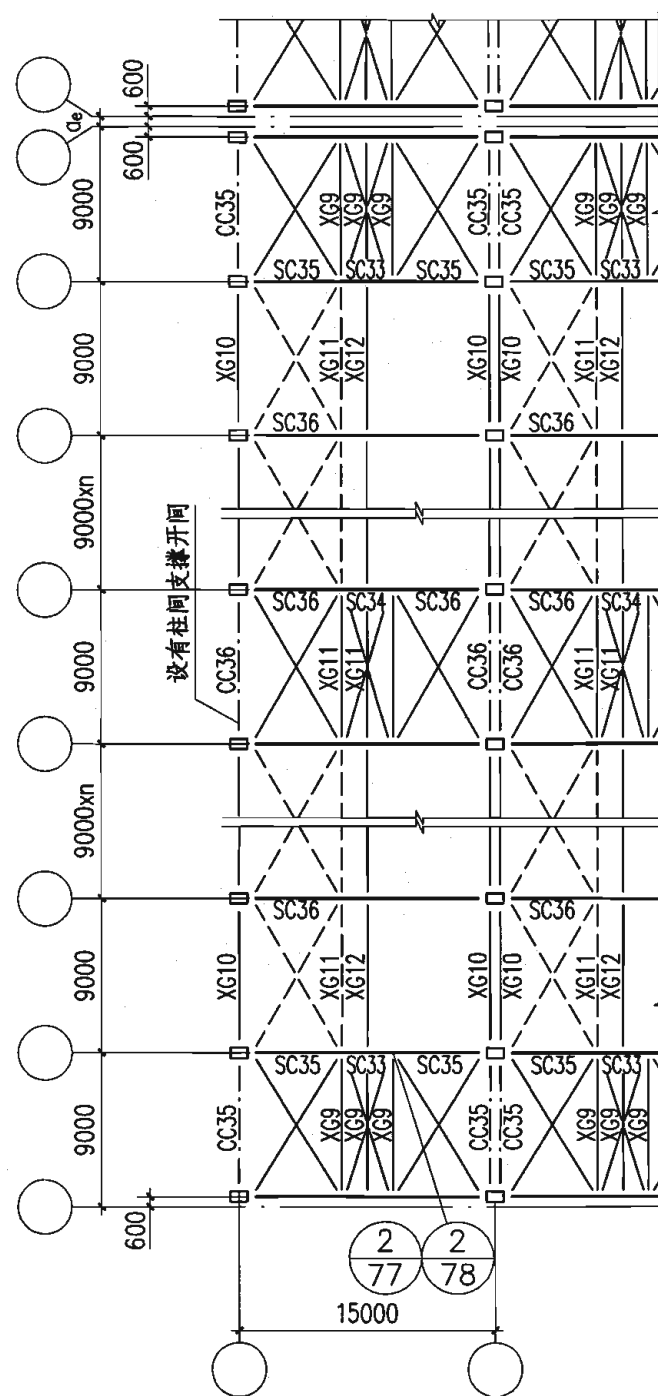 600
ae
600
9000
CC35
XG9
XG9
XG9
CC35
CC35
XG9
XG9
XG9
SC35
SC33
SC35
SC35
SC33
9000
XG10
XG11
XG12
XG10
XG10
XG11
XG12
SC36
SC36
9000xn
设有柱间支撑开间
SC36
SC34
SC36
SC36
SC34
9000
CC36
XG11
XG11
CC36
CC36
XG11
XG11
9000xn
SC36
SC36
9000
XG10
XG11
XG12
XG10
XG10
XG11
XG12
SC35
SC33
SC35
SC35
SC33
9000
CC35
XG9
XG9
XG9
CC35
CC35
XG9
XG9
XG9
600
2
77
2
78
15000